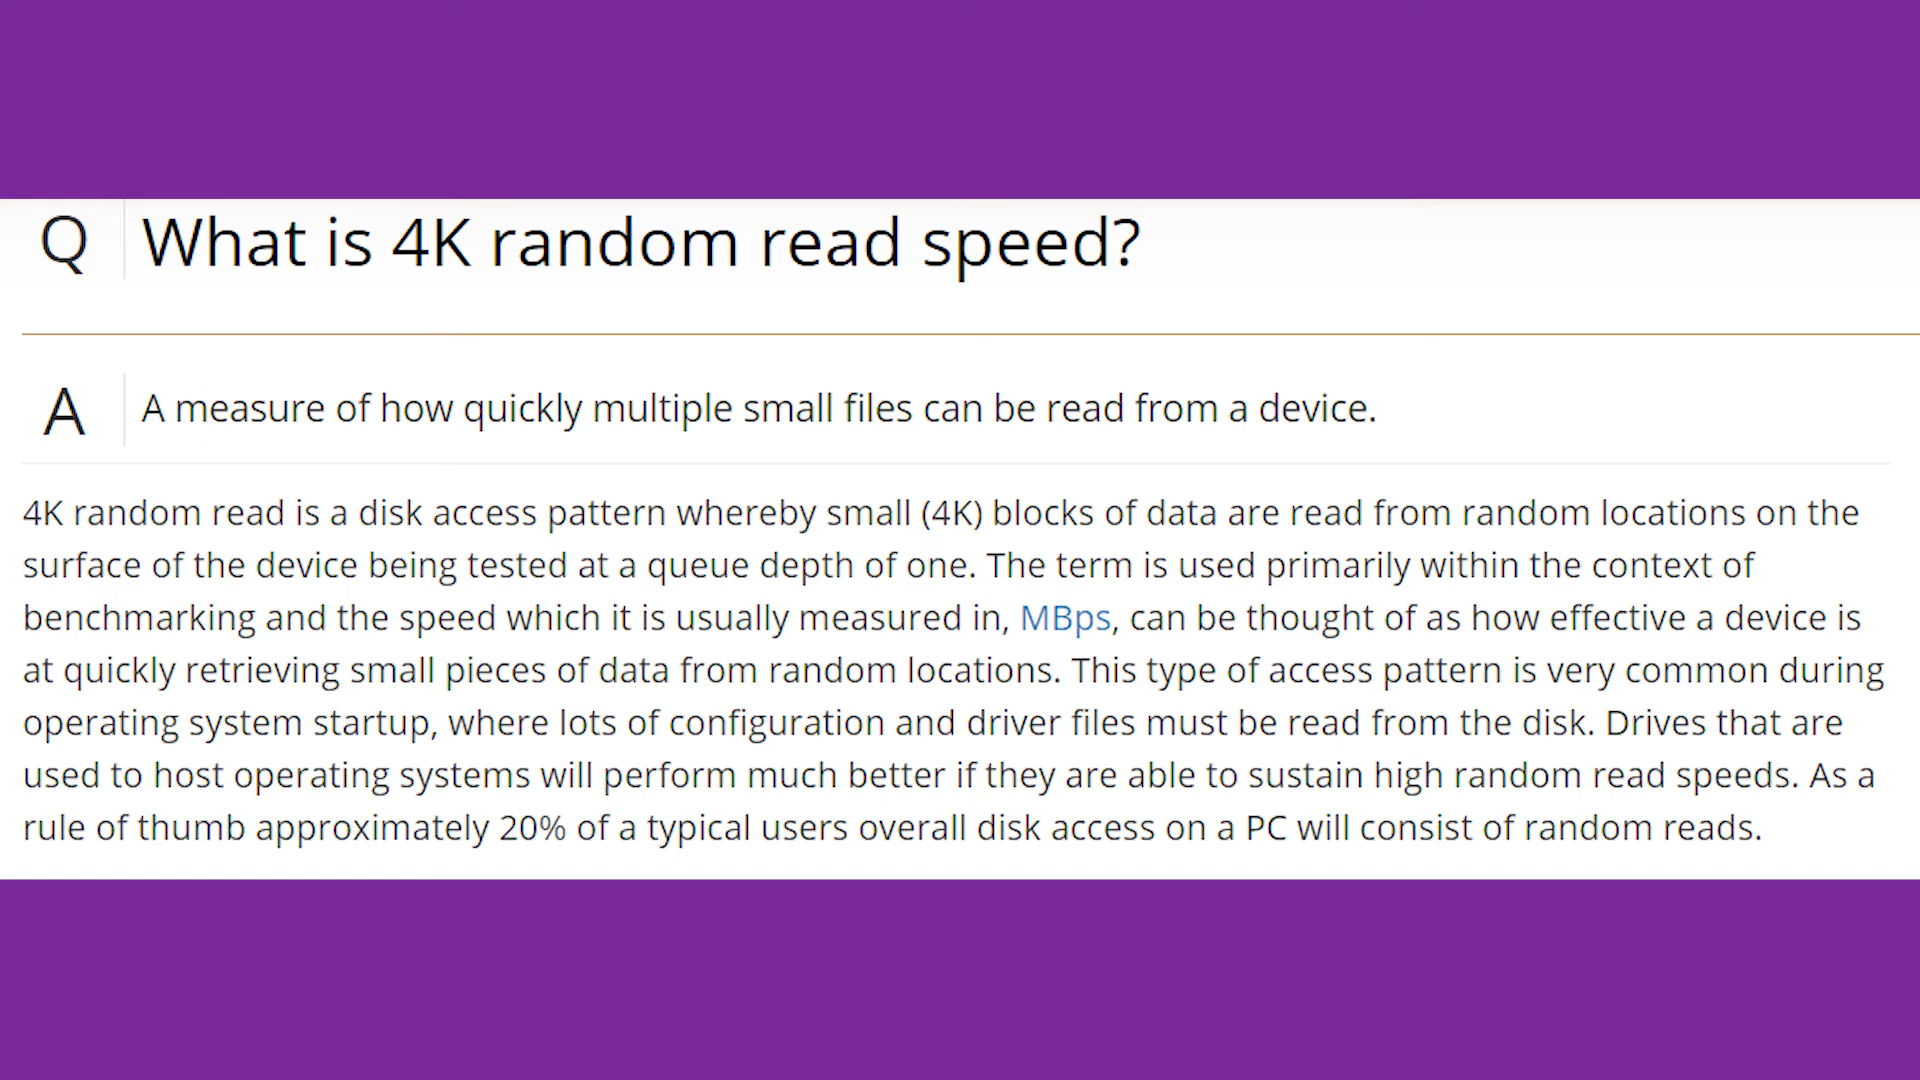 Q What is 4K random read speed?
A A measure of how quickly multiple small files can be read from a device.
4K random read is a disk access pattern whereby small (4K) blocks of data are read from random locations on the
surface of the device being tested at a queue depth of one. The term is used primarily within the context of
benchmarking and the speed which it is usually measured in, MBps, can be thought of as how effective a device is
at quickly retrieving small pieces of data from random locations. This type of access pattern is very common during
operating system startup, where lots of configuration and driver files must be read from the disk. Drives that are
used to host operating systems will perform much better if they are able to sustain high random read speeds. As a
rule of thumb approximately 20% of a typical users overall disk access on a PC will consist of random reads.